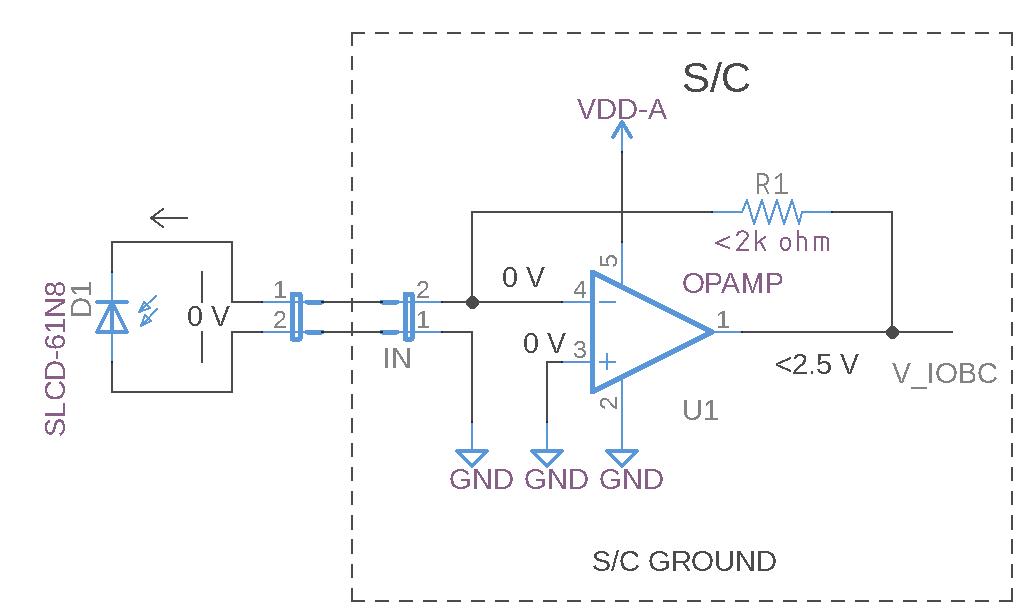 S/C
VDD-A
R1
<2k ohm
5
OPAMP
0 V
4
1
2
0 V
SLCD-61N8
D1
2
1
0 V
3
1
IN
<2.5 V
V_IOBC
2
U1
GND
GND
GND
S/C GROUND